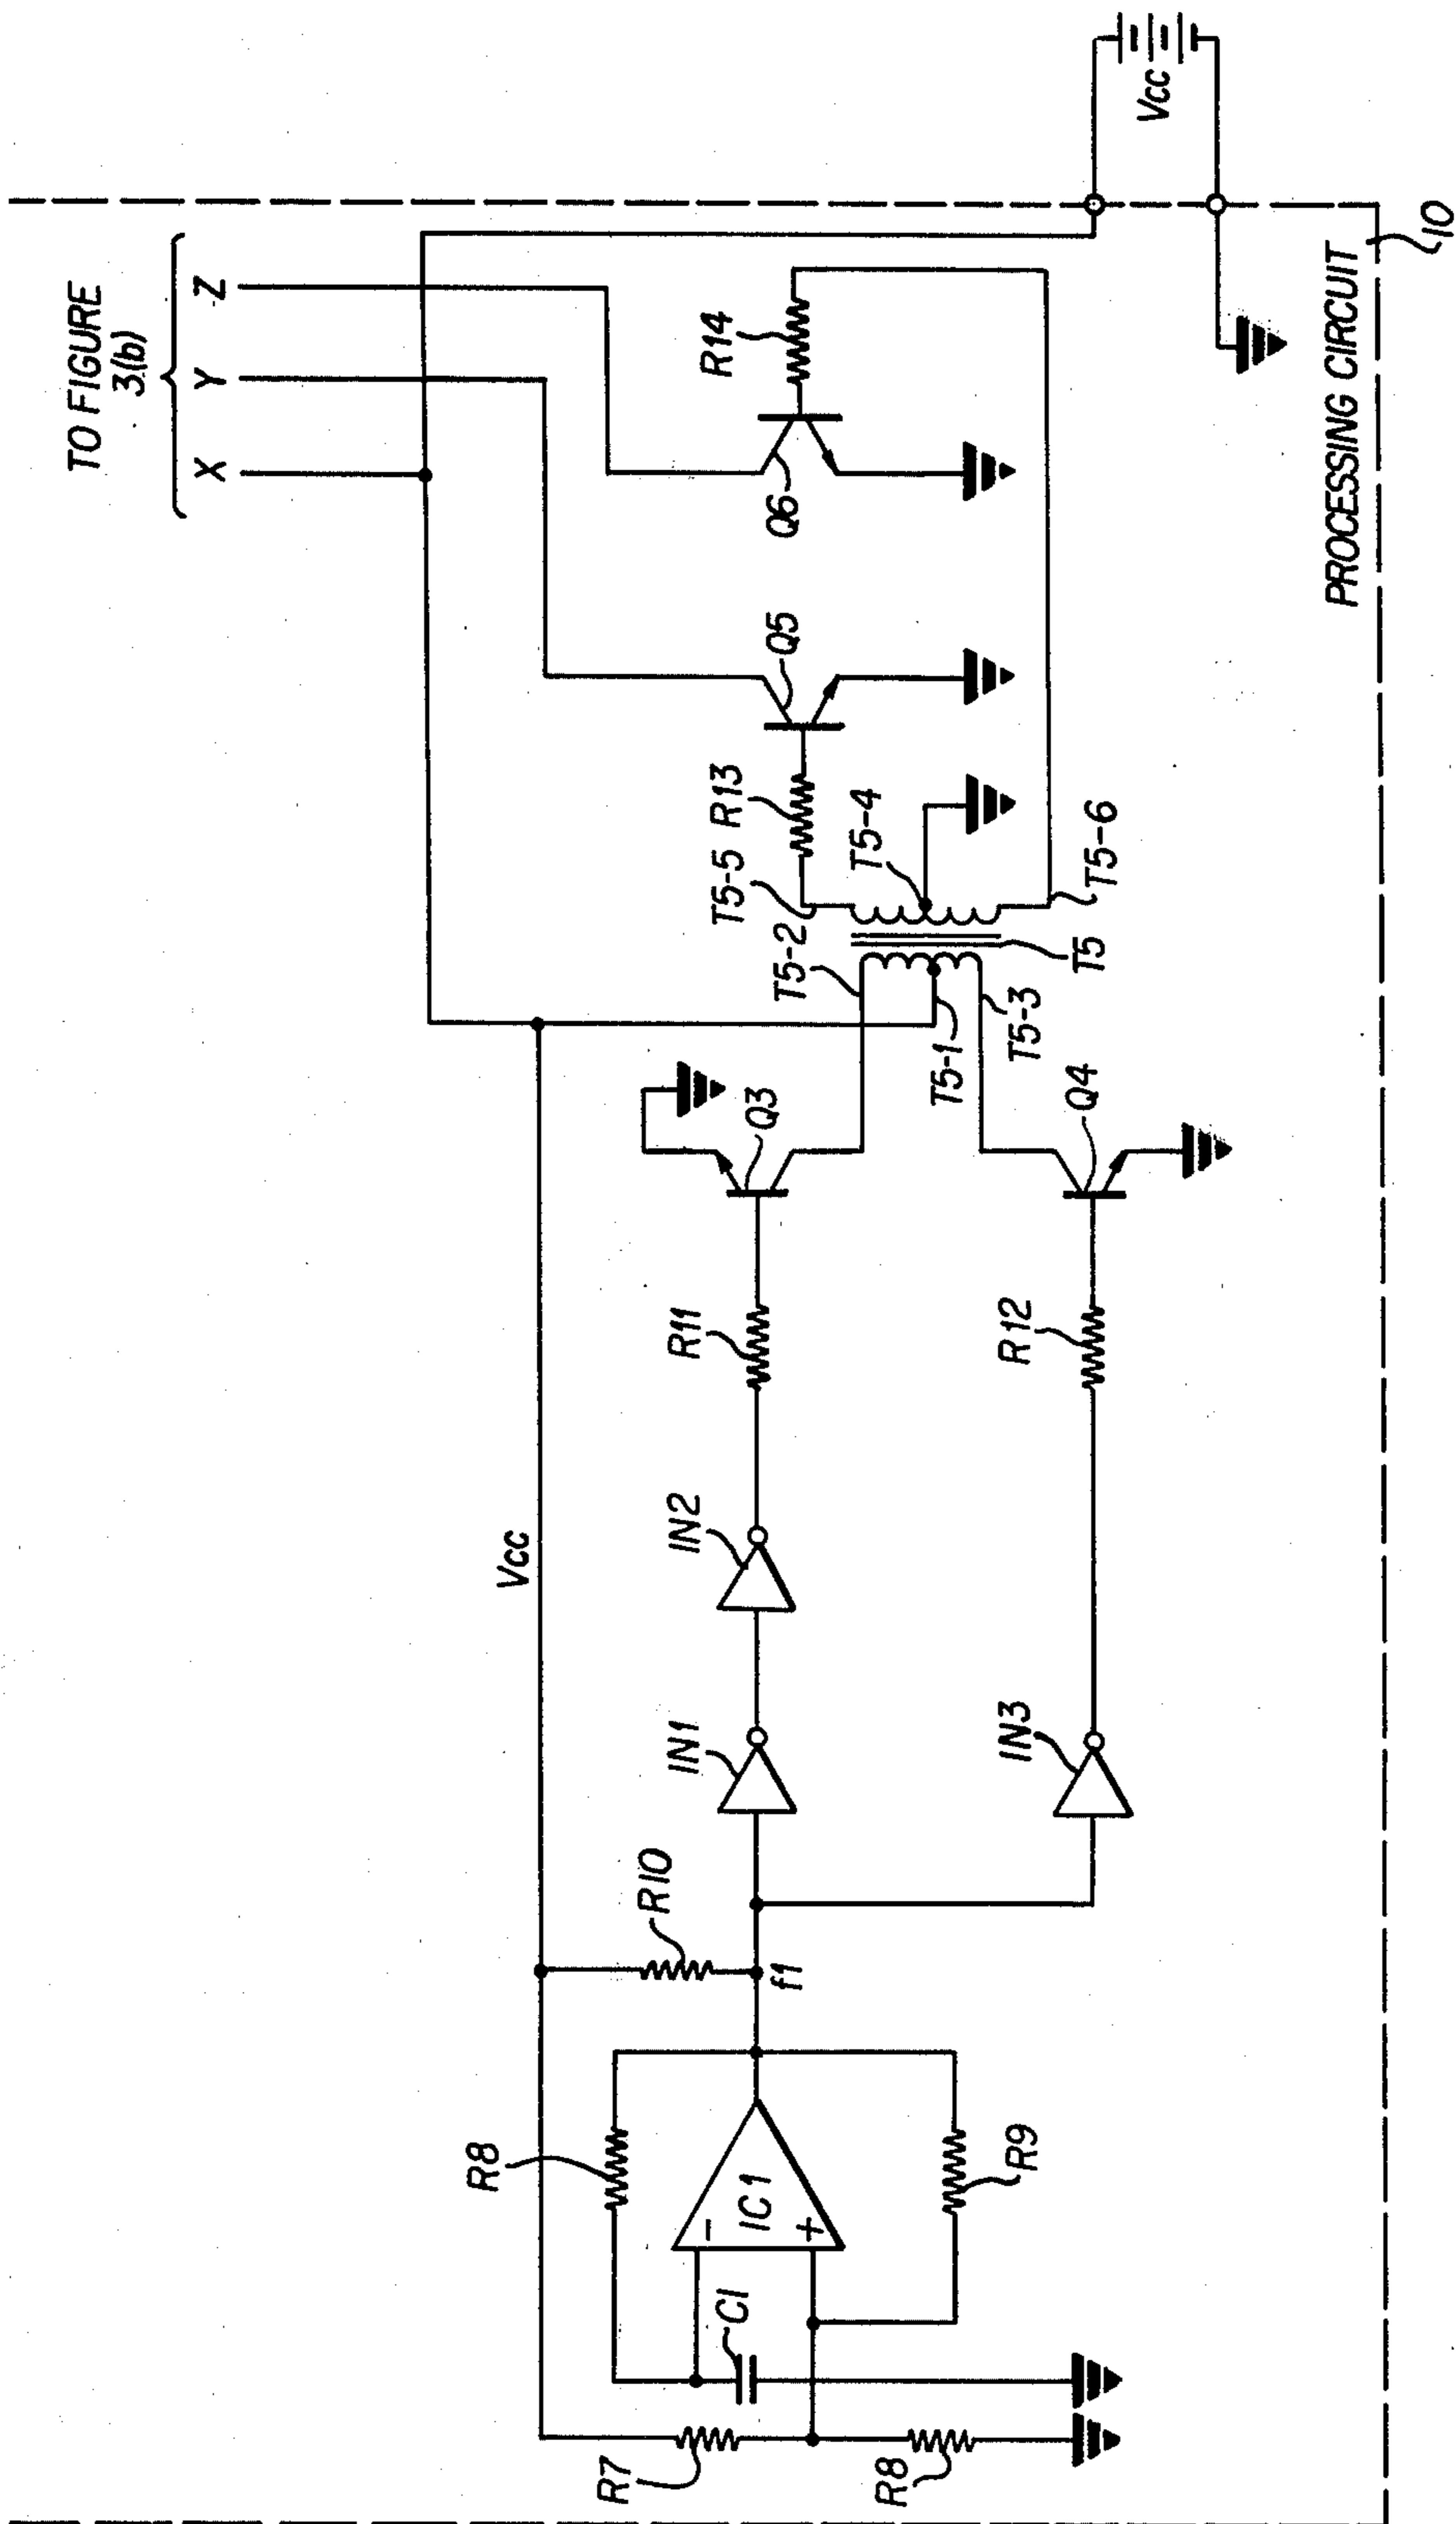 TO FIGURE
3(b)
X Y Z
Vcc
R14
Q6
Q5
R13
T5-5
T5-4
T5-2
T5-6
T5
T5-1
T5-3
Q3
Q4
R11
R12
IN2
IN1
IN3
Vcc
R10
f1
R8
IC1
-
+
R9
C1
R7
R8
PROCESSING CIRCUIT
10